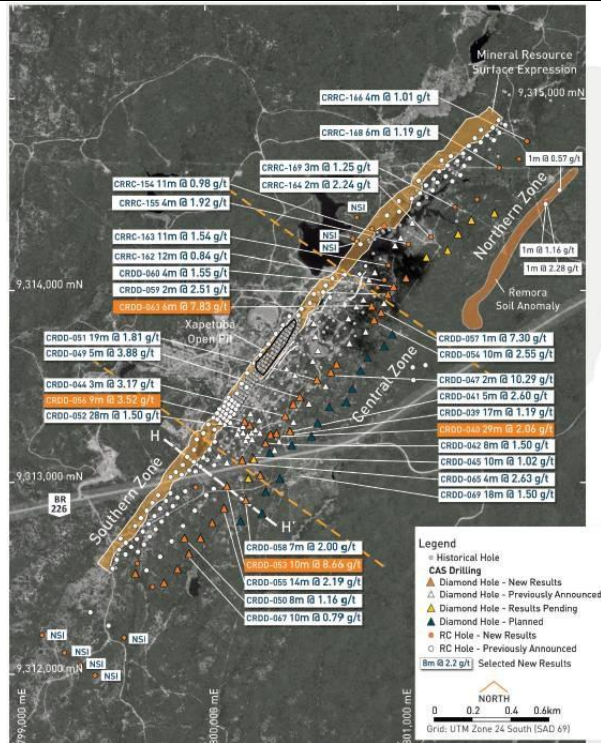 Mineral Resource
Surface Expression
9,315,000 mN
CRRC-166 4m @ 1.01 g/t
CRRC-168 6m @ 1.19 g/t
1m @ 0.57 g/t
CRRC-169 3m @ 1.25 g/t
CRRC-164 2m @ 2.24 g/t
CRRC-154 11m @ 0.98 g/t
CRRC-155 4m @ 1.92 g/t
NSI
NSI
NSI
Northern Zone
1m @ 1.16 g/t
1m @ 2.28 g/t
CRRC-163 11m @ 1.54 g/t
CRRC-162 12m @ 0.84 g/t
CRDD-060 4m @ 1.55 g/t
CRDD-059 2m @ 2.51 g/t
CRDD-063 6m @ 7.83 g/t
9,314,000 mN
Remora
Soil Anomaly
Xapetuba
Open Pit
CRDD-051 19m @ 1.81 g/t
CRDD-049 5m @ 3.88 g/t
CRDD-044 3m @ 3.17 g/t
CRDD-056 9m @ 3.52 g/t
CRDD-052 28m @ 1.50 g/t
Central Zone
CRDD-057 1m @ 7.30 g/t
CRDD-054 10m @ 2.55 g/t
CRDD-047 2m @ 10.29 g/t
CRDD-041 5m @ 2.60 g/t
CRDD-039 17m @ 1.19 g/t
CRDD-040 29m @ 2.06 g/t
CRDD-042 8m @ 1.50 g/t
CRDD-045 10m @ 1.02 g/t
CRDD-065 4m @ 2.63 g/t
CRDD-069 18m @ 1.50 g/t
H
9,313,000 mN
BR
226
Southern Zone
H'
CRDD-058 7m @ 2.00 g/t
CRDD-053 10m @ 8.66 g/t
CRDD-055 14m @ 2.19 g/t
CRDD-050 8m @ 1.16 g/t
CRDD-067 10m @ 0.79 g/t
NSI
NSI
NSI
NSI
NSI
9,312,000 mN
799,000 mE
800,000 mE
801,000 mE
Legend
Historical Hole
CAS Drilling
Diamond Hole - New Results
Diamond Hole - Previously Announced
Diamond Hole - Results Pending
Diamond Hole - Planned
RC Hole - New Results
RC Hole - Previously Announced
8m @ 2.2 g/t Selected New Results
NORTH
0 0.2 0.4 0.6km
Grid: UTM Zone 24 South (SAD 69)